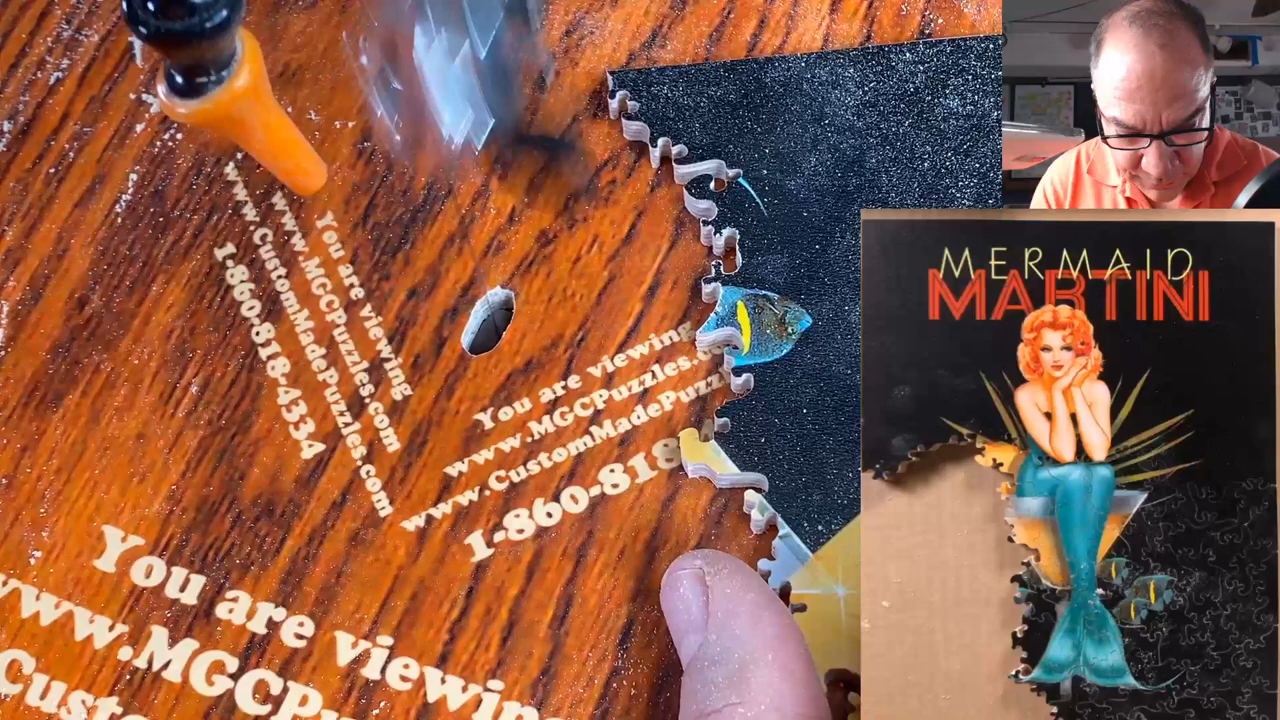 You are viewing
www.MGCPuzzles.com
www.CustomMadePuzzles.com
1-860-818-4334
You are viewing
www.MGCPuzzles.c
www.CustomMadePuzz
1-860-818
You are viewing
www.MGCPu
Custo
MERMAID
MARTINI